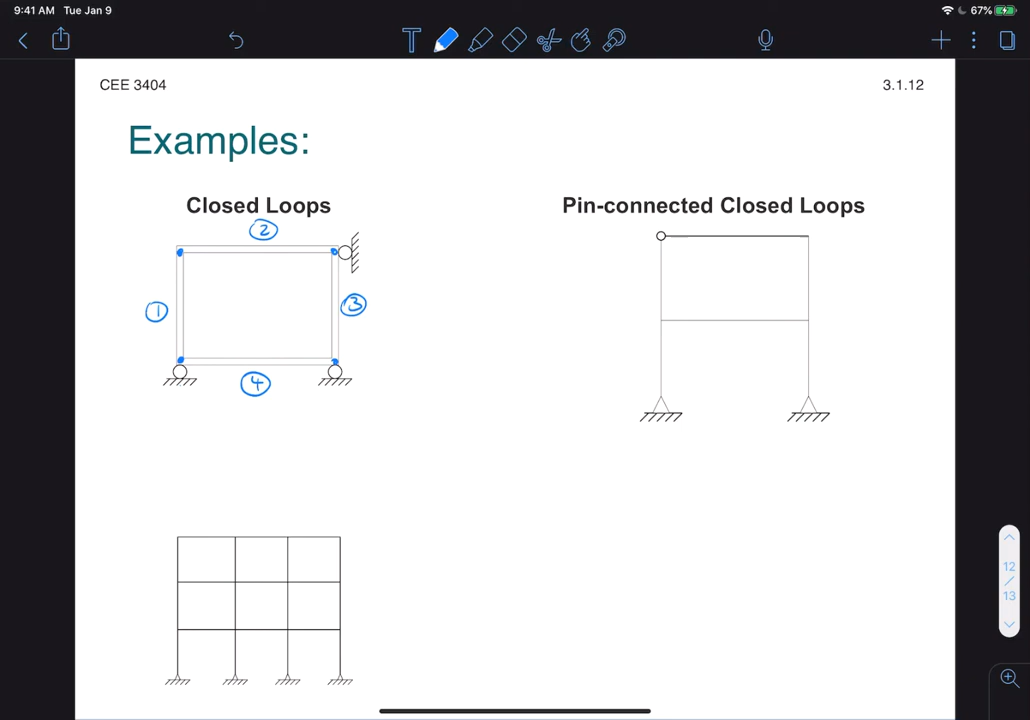 9:41 AM Tue Jan 9
67%
T
CEE 3404
3.1.12
Examples:
Closed Loops
Pin-connected Closed Loops
2
1
3
4
12
/
13